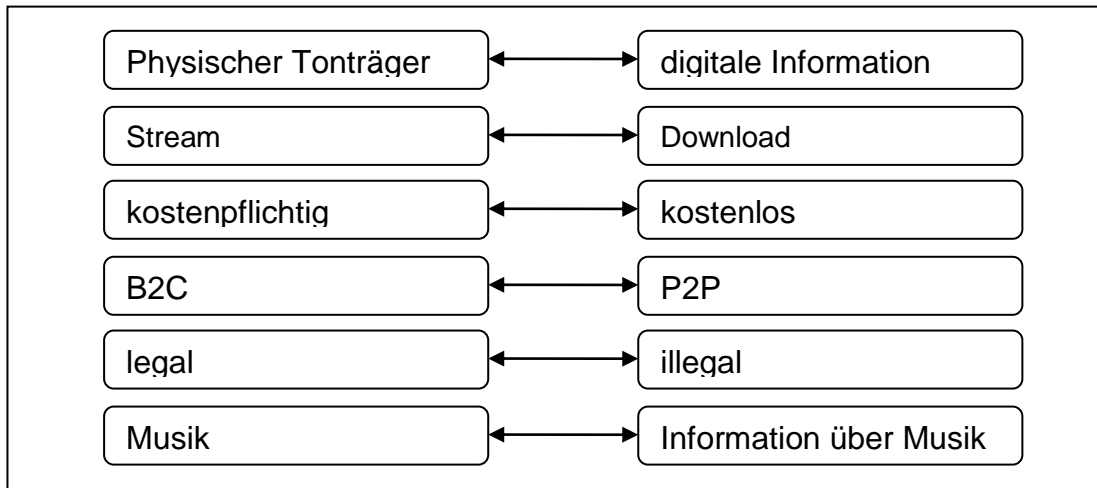 Physischer Tonträger
digitale Information
Stream
Download
kostenpflichtig
kostenlos
B2C
P2P
legal
illegal
Musik
Information über Musik